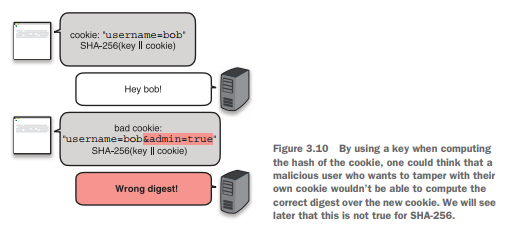 cookie: "username=bob"
SHA-256(key || cookie)
Hey bob!
bad cookie:
"username=bob&admin=true"
SHA-256(key || cookie)
Wrong digest!
Figure 3.10 By using a key when computing
the hash of the cookie, one could think that a
malicious user who wants to tamper with their
own cookie wouldn't be able to compute the
correct digest over the new cookie. We will see
later that this is not true for SHA-256.